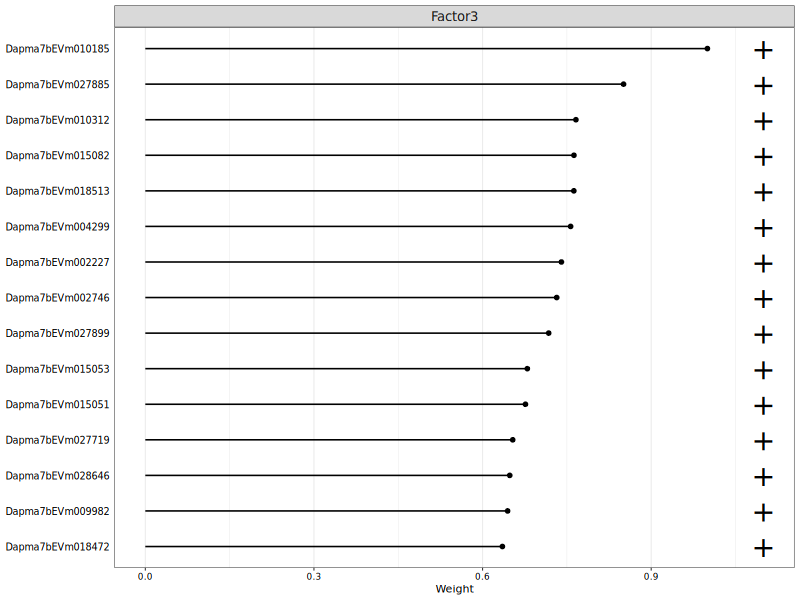 Factor3
Dapma7bEVm010185 +
Dapma7bEVm027885 +
Dapma7bEVm010312 +
Dapma7bEVm015082 +
Dapma7bEVm018513 +
Dapma7bEVm004299 +
Dapma7bEVm002227 +
Dapma7bEVm002746 +
Dapma7bEVm027899 +
Dapma7bEVm015053 +
Dapma7bEVm015051 +
Dapma7bEVm027719 +
Dapma7bEVm028646 +
Dapma7bEVm009982 +
Dapma7bEVm018472 +
0.0 0.3 0.6 0.9
Weight